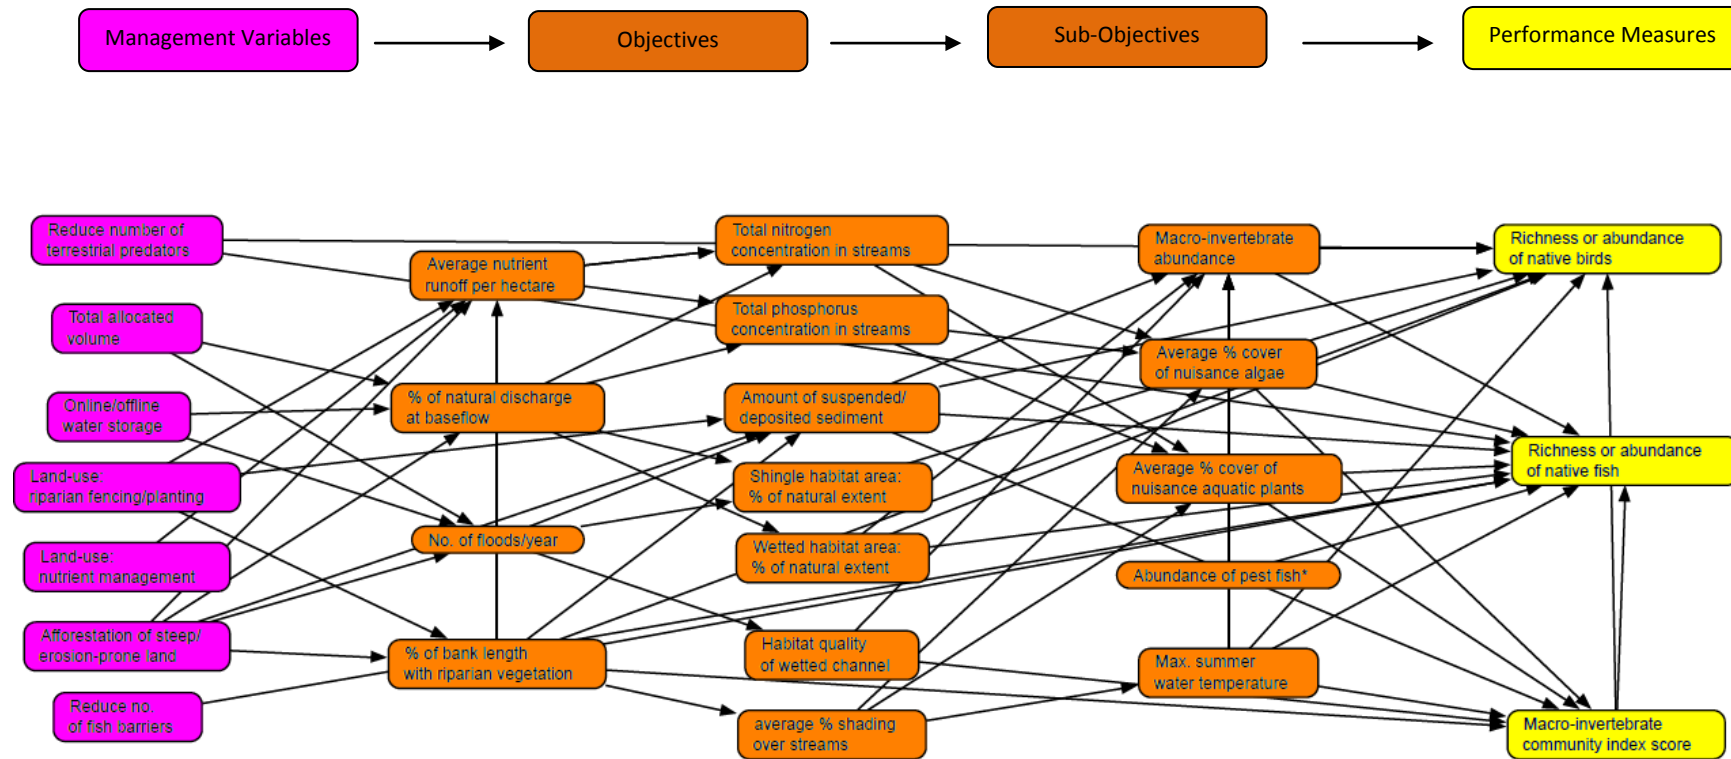 Management Variables
Objectives
Sub-Objectives
Performance Measures
Reduce number of
terrestrial predators
Total allocated
volume
Online/offline
water storage
Land-use:
riparian fencing/planting
Land-use:
nutrient management
Afforestation of steep/
erosion-prone land
Reduce no.
of fish barriers
Average nutrient
runoff per hectare
% of natural discharge
at baseflow
No. of floods/year
% of bank length
with riparian vegetation
Total nitrogen
concentration in streams
Total phosphorus
concentration in streams
Amount of suspended/
deposited sediment
Shingle habitat area:
% of natural extent
Wetted habitat area:
% of natural extent
Habitat quality
of wetted channel
average % shading
over streams
Macro-invertebrate
abundance
Average % cover
of nuisance algae
Average % cover of
nuisance aquatic plants
Abundance of pest fish*
Max. summer
water temperature
Richness or abundance
of native birds
Richness or abundance
of native fish
Macro-invertebrate
community index score